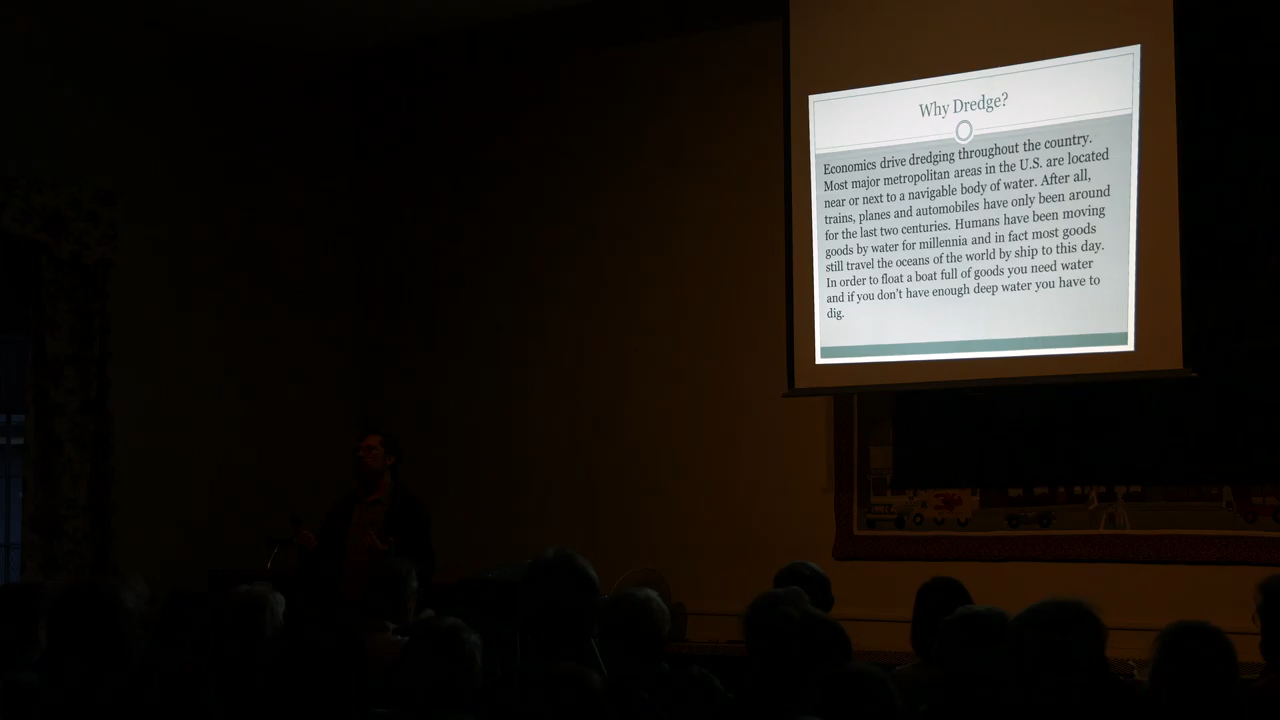 Why Dredge?
Economics drive dredging throughout the country.
Most major metropolitan areas in the U.S. are located
near or next to a navigable body of water. After all,
trains, planes and automobiles have only been around
for the last two centuries. Humans have been moving
goods by water for millennia and in fact most goods
still travel the oceans of the world by ship to this day.
In order to float a boat full of goods you need water
and if you don't have enough deep water you have to
dig.